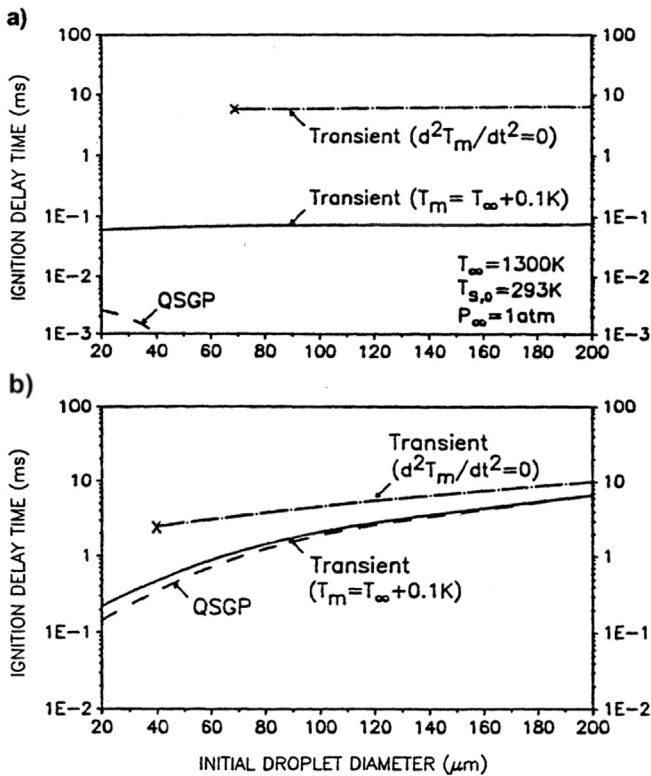 a)
100
10
1
1E−1
1E−2
1E−3
IGNITION DELAY TIME (ms)
100
10
1
1E−1
1E−2
1E−3
Transient (d²Tₘ/dt²=0)
Transient (Tₘ= T∞+0.1K)
QSGP
T∞=1300K
Tₛ,₀=293K
P∞=1atm
20 40 60 80 100 120 140 160 180 200
b)
100
10
1
1E−1
1E−2
IGNITION DELAY TIME (ms)
100
10
1
1E−1
1E−2
Transient
(d²Tₘ/dt²=0)
Transient
(Tₘ=T∞+0.1K)
QSGP
20 40 60 80 100 120 140 160 180 200
INITIAL DROPLET DIAMETER (μm)